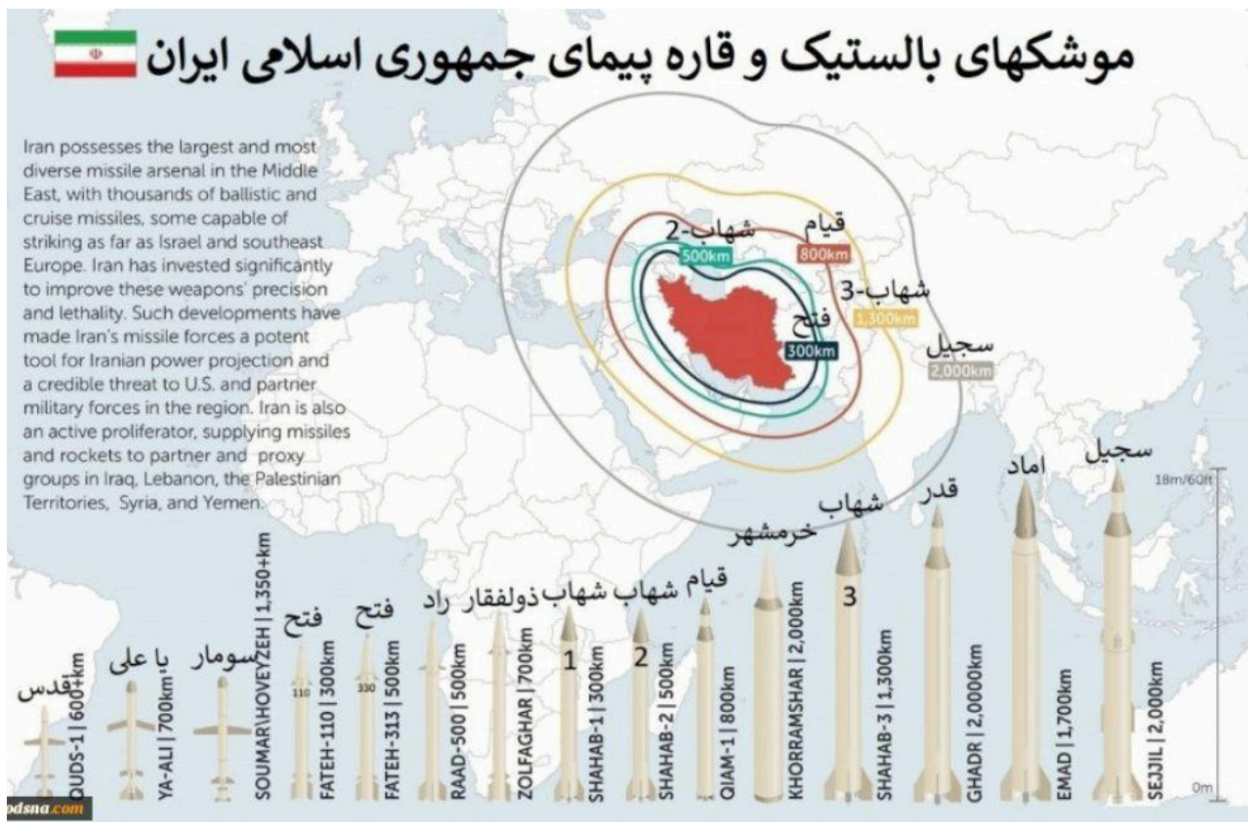 موشکهای بالستیک و قاره پیمای جمهوری اسلامی ایران
Iran possesses the largest and most
diverse missile arsenal in the Middle
East, with thousands of ballistic and
cruise missiles, some capable of
striking as far as Israel and southeast
Europe. Iran has invested significantly
to improve these weapons' precision
and lethality. Such developments have
made Iran's missile forces a potent
tool for Iranian power projection and
a credible threat to U.S. and partner
military forces in the region. Iran is also
an active proliferator, supplying missiles
and rockets to partner and proxy
groups in Iraq, Lebanon, the Palestinian
Territories, Syria, and Yemen.
شهاب-2
500km
قیام
800km
شهاب-3
1,300km
فتح
300km
سجیل
2,000km
قدس
QUDS-1 | 600+km
یا علی
YA-ALI | 700km
سومار
SOUMAR\HOVEYZEH | 1,350+km
فتح
110
FATEH-110 | 300km
فتح
330
FATEH-313 | 500km
راد
RAAD-500 | 500km
ذولفقار
ZOLFAGHAR | 700km
شهاب
1
SHAHAB-1 | 300km
شهاب
2
SHAHAB-2 | 500km
قیام
QIAM-1 | 800km
خرمشهر
KHORRAMSHAR | 2,000km
شهاب
3
SHAHAB-3 | 1,300km
قدر
GHADR | 2,0000km
اماد
EMAD | 1,700km
سجیل
SEJJIL | 2,000km
18m/60ft
0m
odsna.com